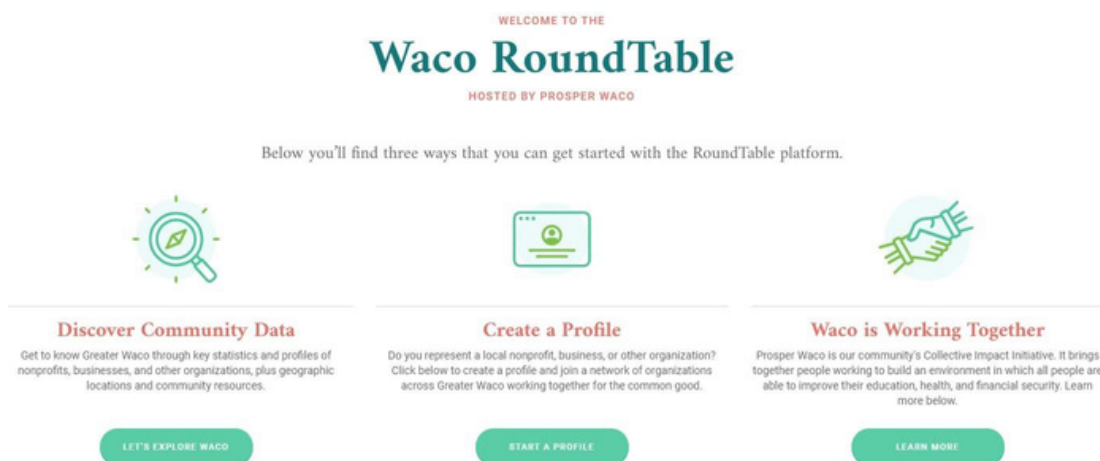 WELCOME TO THE
Waco RoundTable
HOSTED BY PROSPER WACO
Below you'll find three ways that you can get started with the RoundTable platform.
Discover Community Data
Get to know Greater Waco through key statistics and profiles of
nonprofits, businesses, and other organizations, plus geographic
locations and community resources.
LET'S EXPLORE WACO
Create a Profile
Do you represent a local nonprofit, business, or other organization?
Click below to create a profile and join a network of organizations
across Greater Waco working together for the common good.
START A PROFILE
Waco is Working Together
Prosper Waco is our community's Collective Impact Initiative. It brings
together people working to build an environment in which all people are
able to improve their education, health, and financial security. Learn
more below.
LEARN MORE